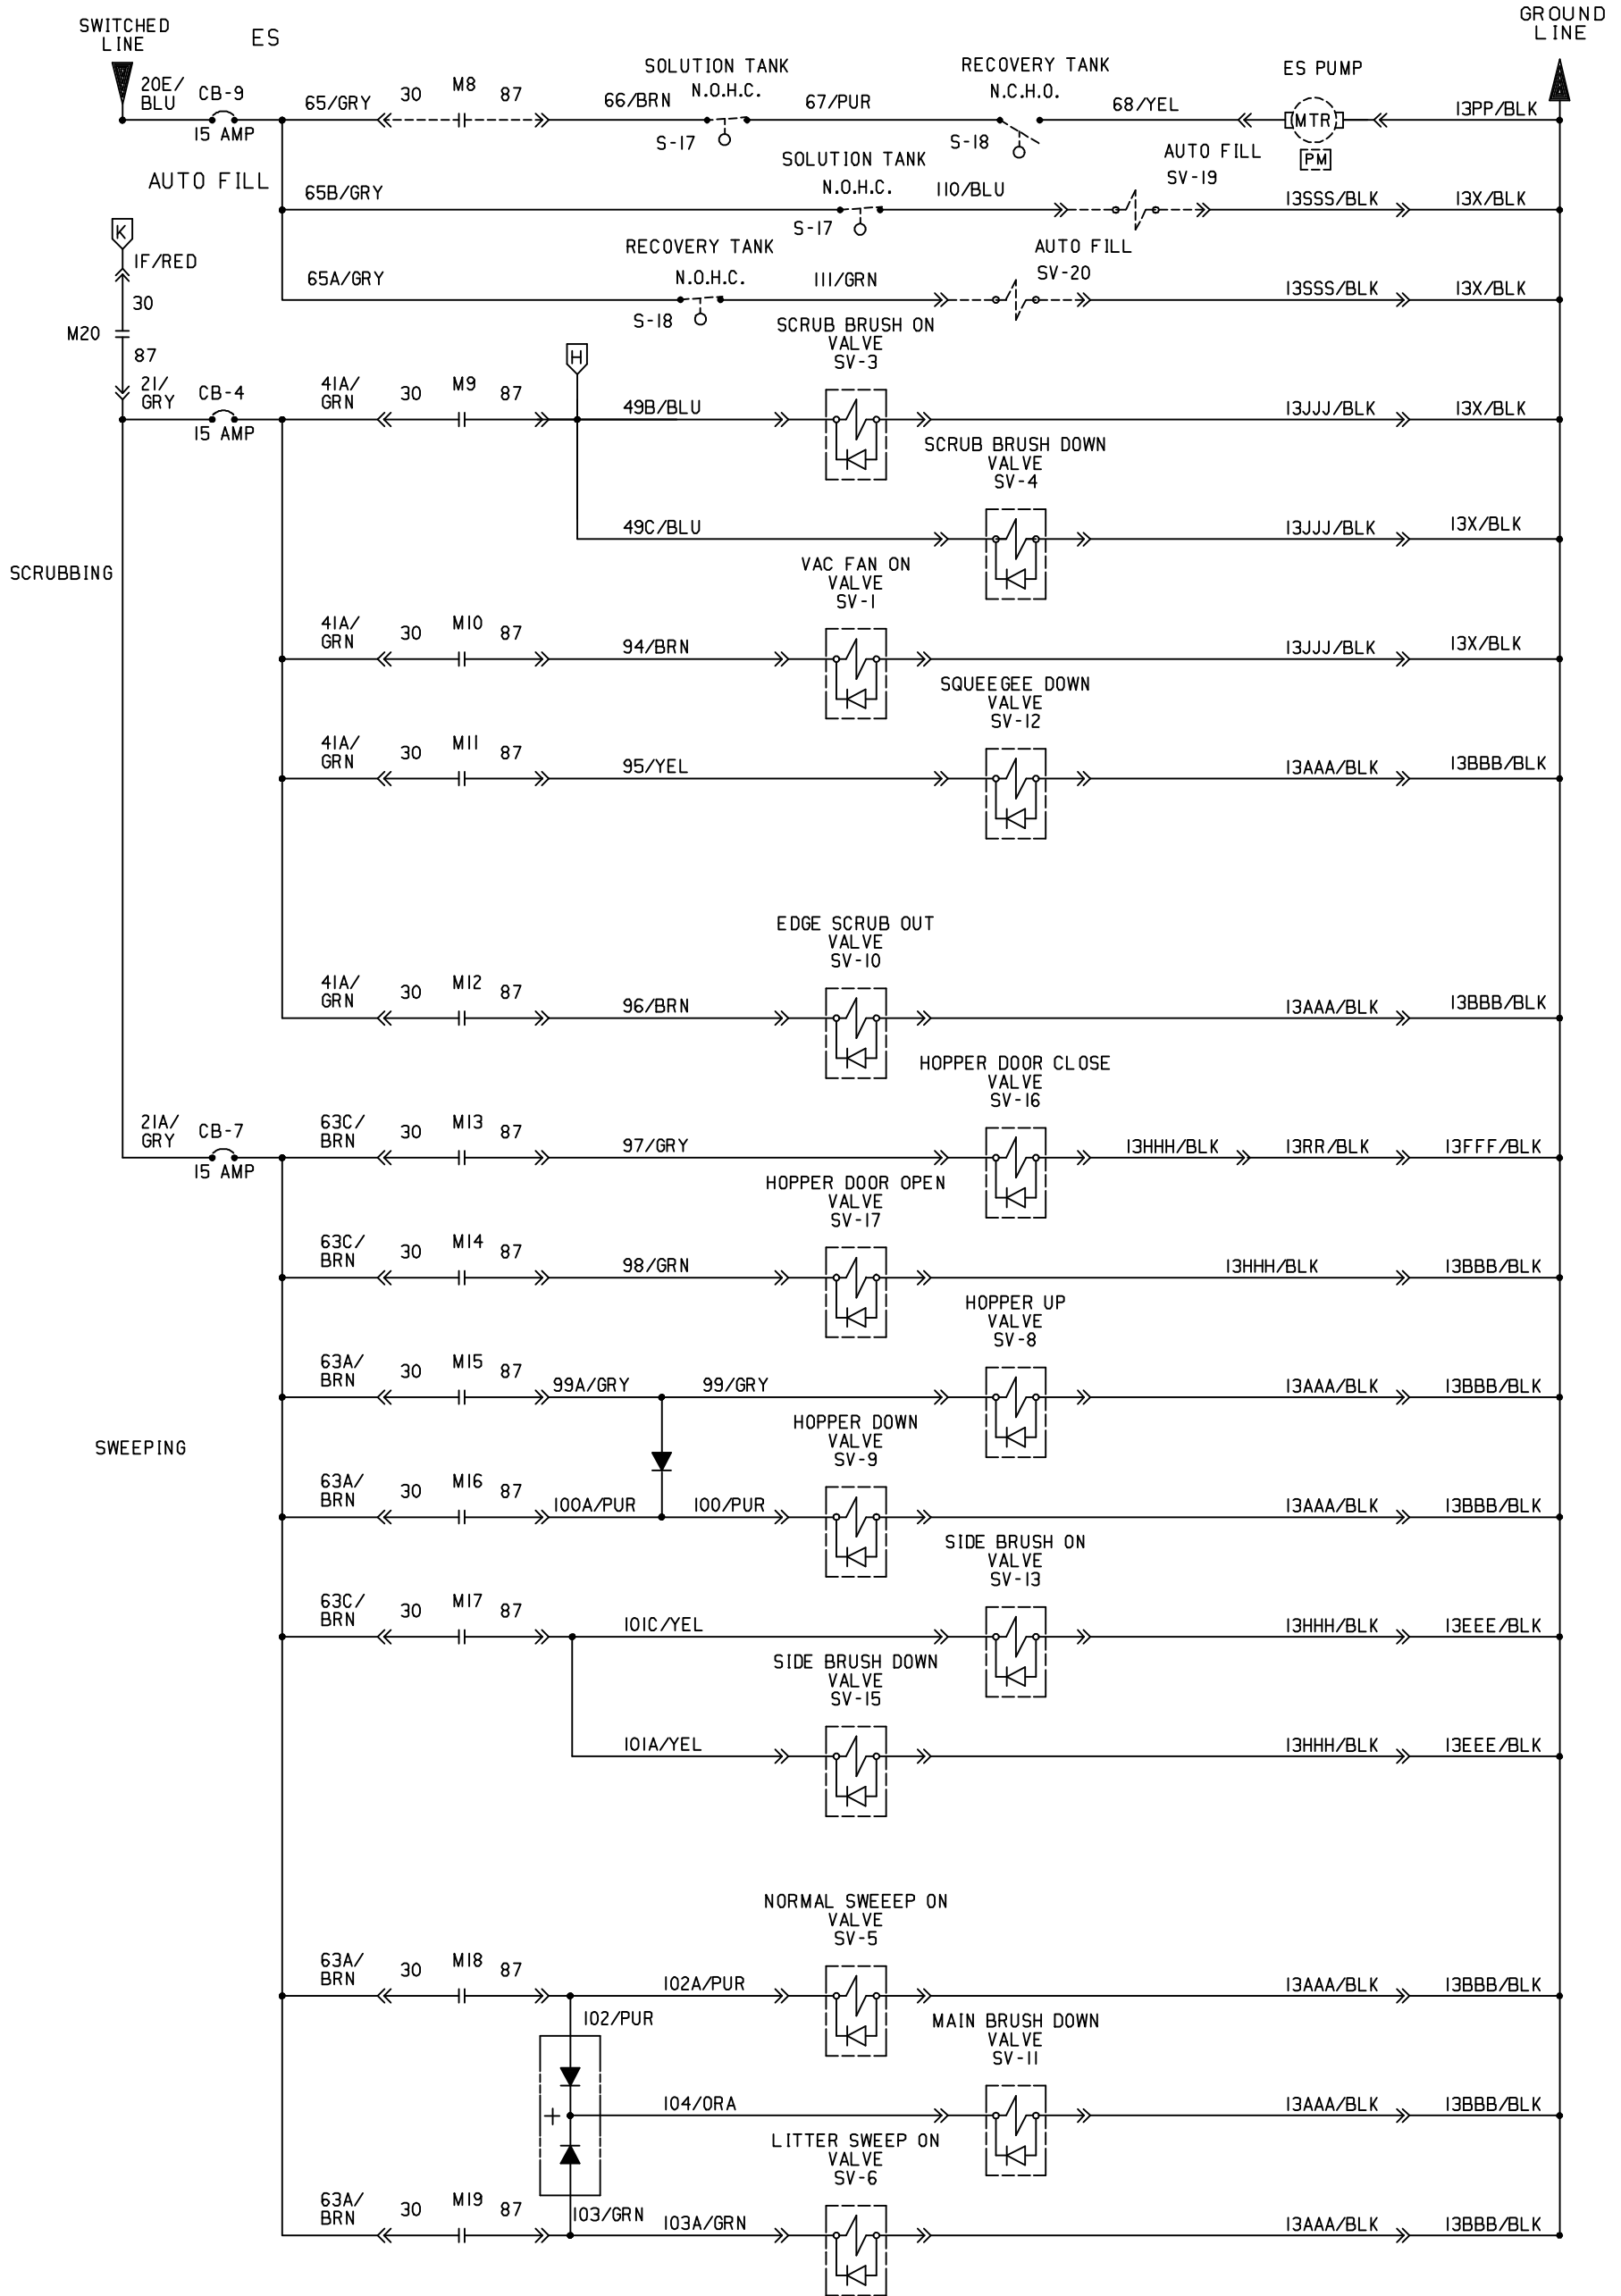 SWITCHED
LINE
ES
GROUND
LINE
20E/
BLU
CB-9
15 AMP
65/GRY
30
M8
87
66/BRN
SOLUTION TANK
N.O.H.C.
S-17
67/PUR
RECOVERY TANK
N.C.H.O.
S-18
68/YEL
ES PUMP
MTR
PM
13PP/BLK
AUTO FILL
65B/GRY
SOLUTION TANK
N.O.H.C.
S-17
110/BLU
AUTO FILL
SV-19
13SSS/BLK
13X/BLK
K
1F/RED
30
M20
87
21/
GRY
65A/GRY
RECOVERY TANK
N.O.H.C.
S-18
111/GRN
AUTO FILL
SV-20
13SSS/BLK
13X/BLK
CB-4
15 AMP
41A/
GRN
30
M9
87
H
49B/BLU
SCRUB BRUSH ON
VALVE
SV-3
13JJJ/BLK
13X/BLK
SCRUBBING
49C/BLU
SCRUB BRUSH DOWN
VALVE
SV-4
13JJJ/BLK
13X/BLK
41A/
GRN
30
M10
87
94/BRN
VAC FAN ON
VALVE
SV-1
13JJJ/BLK
13X/BLK
41A/
GRN
30
M11
87
95/YEL
SQUEEGEE DOWN
VALVE
SV-12
13AAA/BLK
13BBB/BLK
41A/
GRN
30
M12
87
96/BRN
EDGE SCRUB OUT
VALVE
SV-10
13AAA/BLK
13BBB/BLK
21A/
GRY
CB-7
15 AMP
63C/
BRN
30
M13
87
97/GRY
HOPPER DOOR CLOSE
VALVE
SV-16
13HHH/BLK
13RR/BLK
13FFF/BLK
63C/
BRN
30
M14
87
98/GRN
HOPPER DOOR OPEN
VALVE
SV-17
13HHH/BLK
13BBB/BLK
63A/
BRN
30
M15
87
99A/GRY
99/GRY
HOPPER UP
VALVE
SV-8
13AAA/BLK
13BBB/BLK
SWEEPING
63A/
BRN
30
M16
87
100A/PUR
100/PUR
HOPPER DOWN
VALVE
SV-9
13AAA/BLK
13BBB/BLK
63C/
BRN
30
M17
87
101C/YEL
SIDE BRUSH ON
VALVE
SV-13
13HHH/BLK
13EEE/BLK
101A/YEL
SIDE BRUSH DOWN
VALVE
SV-15
13HHH/BLK
13EEE/BLK
63A/
BRN
30
M18
87
102A/PUR
NORMAL SWEEEP ON
VALVE
SV-5
13AAA/BLK
13BBB/BLK
102/PUR
+
104/ORA
MAIN BRUSH DOWN
VALVE
SV-11
13AAA/BLK
13BBB/BLK
63A/
BRN
30
M19
87
103/GRN
103A/GRN
LITTER SWEEP ON
VALVE
SV-6
13AAA/BLK
13BBB/BLK